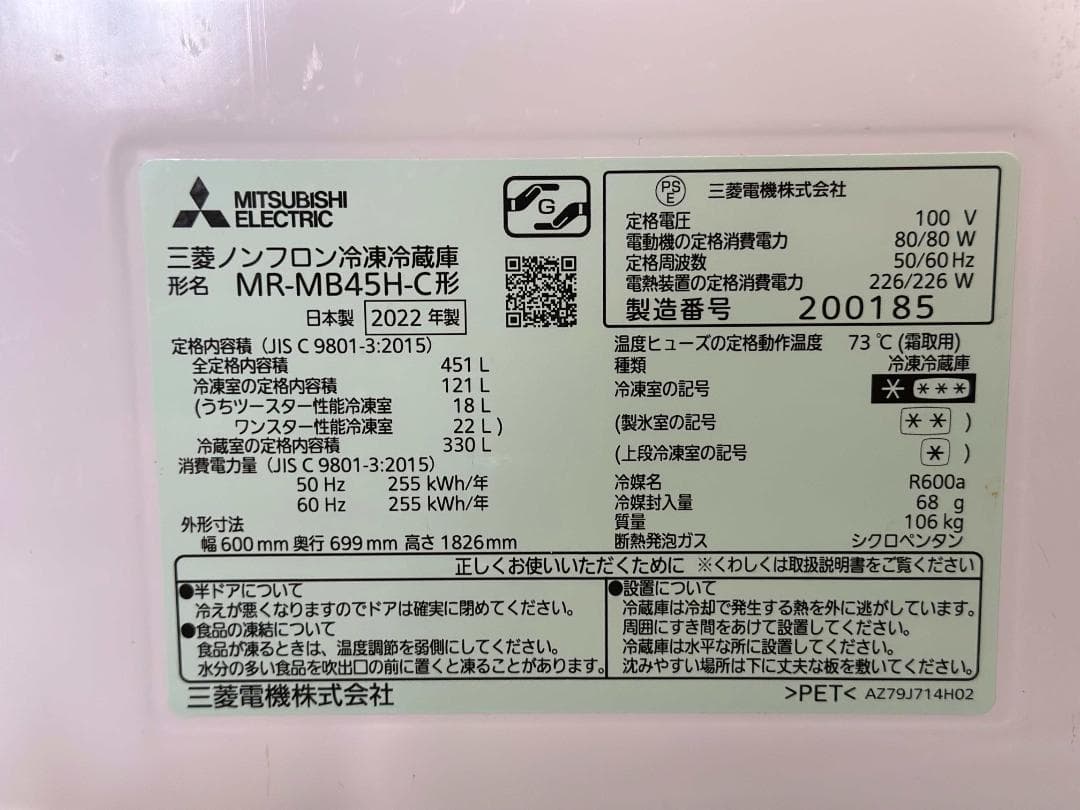 MITSUBISHI
ELECTRIC
G
三菱ノンフロン冷凍冷蔵庫
形名 MR-MB45H-C形
日本製 2022 年製
定格内容積 (JIS C 9801-3:2015)
全定格内容積 451 L
冷凍室の定格内容積 121 L
(うちツースター性能冷凍室 18 L
ワンスター性能冷凍室 22 L )
冷蔵室の定格内容積 330 L
消費電力量 (JIS C 9801-3:2015)
50 Hz 255 kWh/年
60 Hz 255 kWh/年
外形寸法
幅 600 mm 奥行 699 mm 高さ 1826 mm
PS
E 三菱電機株式会社
定格電圧 100 V
電動機の定格消費電力 80/80 W
定格周波数 50/60 Hz
電熱装置の定格消費電力 226/226 W
製造番号 200185
温度ヒューズの定格動作温度 73 ℃ (霜取用)
種類 冷凍冷蔵庫
冷凍室の記号 * ***
(製氷室の記号 ** )
(上段冷凍室の記号 * )
冷媒名 R600a
冷媒封入量 68 g
質量 106 kg
断熱発泡ガス シクロペンタン
正しくお使いいただくために ※くわしくは取扱説明書をご覧ください
●半ドアについて
冷えが悪くなりますのでドアは確実に閉めてください。
●食品の凍結について
食品が凍るときは、温度調節を弱側にしてください。
水分の多い食品を吹出口の前に置くと凍ることがあります。
●設置について
冷蔵庫は冷却で発生する熱を外に逃がしています。
周囲にすき間をあけて設置してください。
冷蔵庫は水平な所に設置してください。
沈みやすい場所は下に丈夫な板を敷いてください。
三菱電機株式会社
>PET< AZ79J714H02